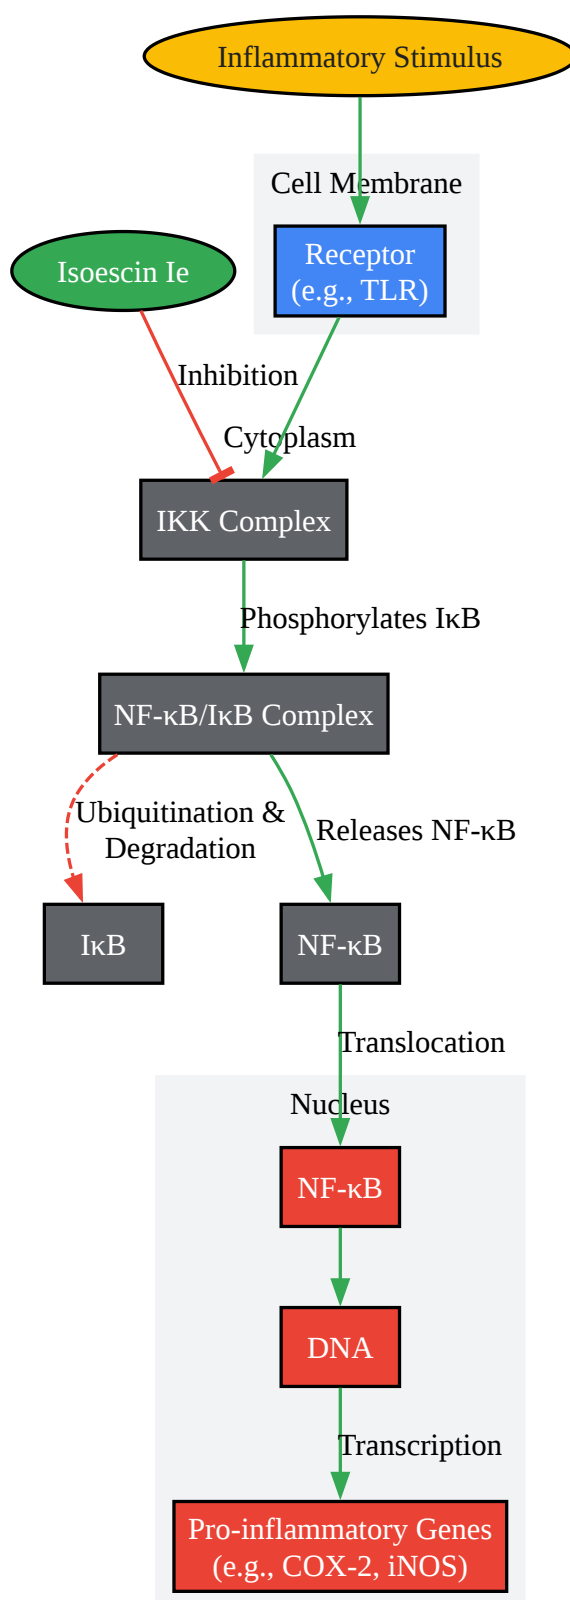 Inflammatory Stimulus
Cell Membrane
Receptor
(e.g., TLR)
Isoescin Ie
Inhibition
Cytoplasm
IKK Complex
Phosphorylates IκB
NF-κB/IκB Complex
Ubiquitination &
Degradation
Releases NF-κB
IκB
NF-κB
Translocation
Nucleus
NF-κB
DNA
Transcription
Pro-inflammatory Genes
(e.g., COX-2, iNOS)